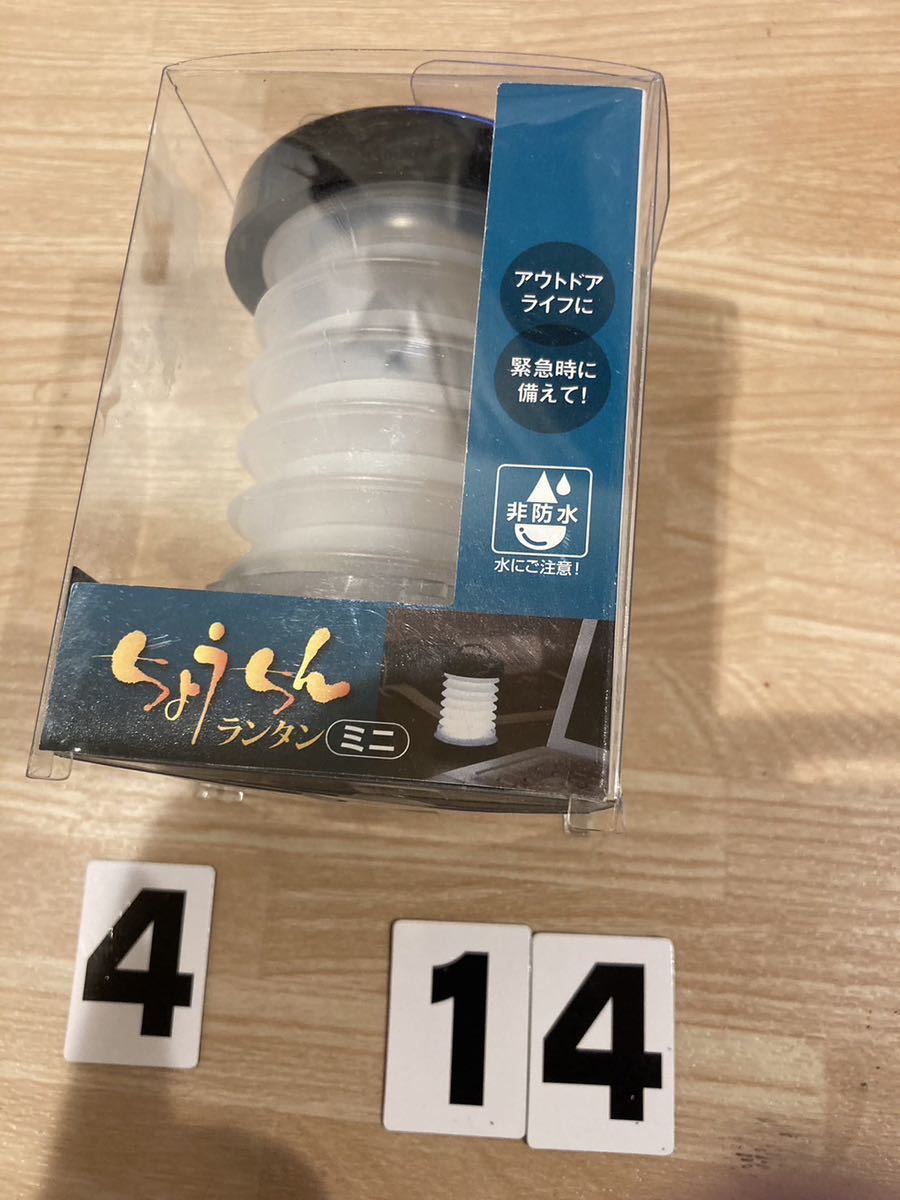 アウトドア
ライフに
緊急時に
備えて!
非防水
水にご注意!
ちょうちん
ランタン ミニ
4
14